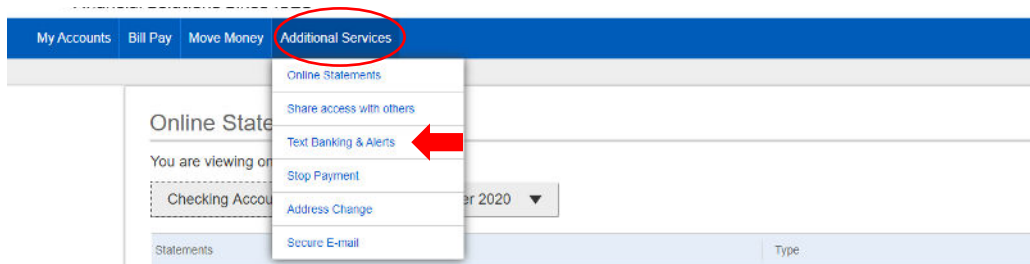 My Accounts Bill Pay Move Money Additional Services
Online Statements
Share access with others
Online State
Text Banking & Alerts
You are viewing on
Stop Payment
Checking Accou er 2020
Address Change
Secure E-mail
Statements Type